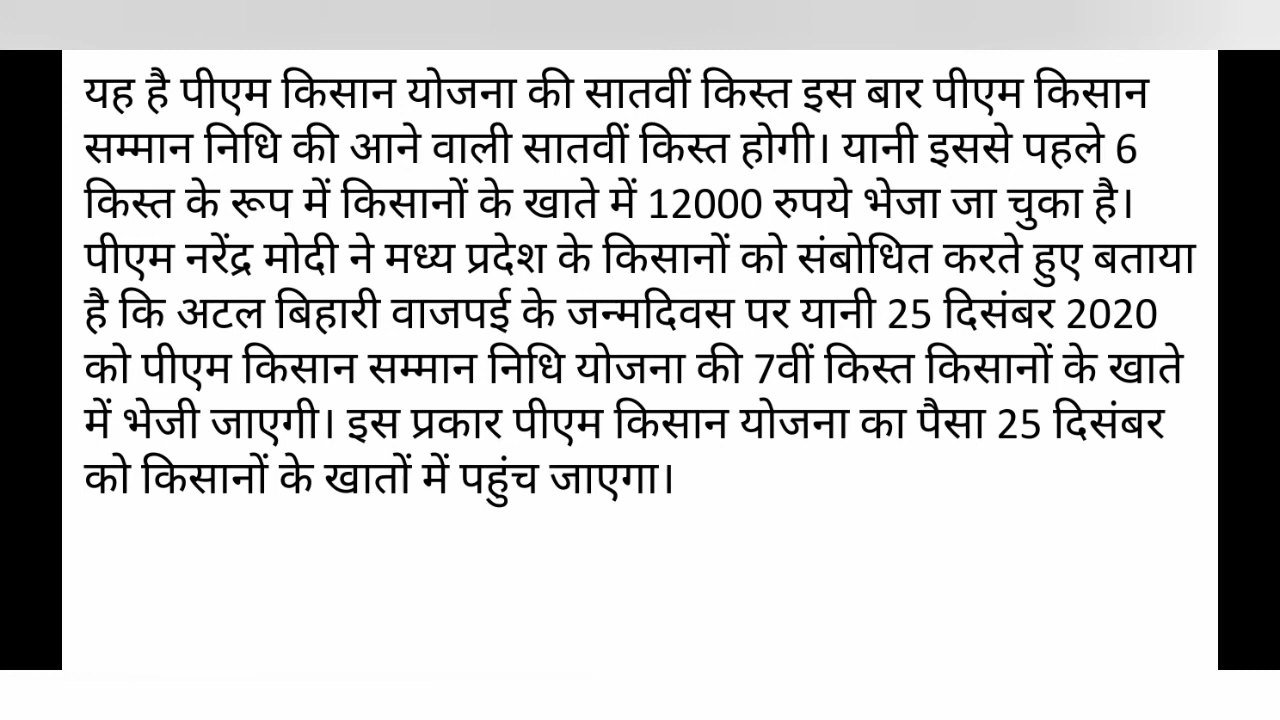 यह है पीएम किसान योजना की सातवीं किस्त इस बार पीएम किसान
सम्मान निधि की आने वाली सातवीं किस्त होगी। यानी इससे पहले 6
किस्त के रूप में किसानों के खाते में 12000 रुपये भेजा जा चुका है।
पीएम नरेंद्र मोदी ने मध्य प्रदेश के किसानों को संबोधित करते हुए बताया
है कि अटल बिहारी वाजपई के जन्मदिवस पर यानी 25 दिसंबर 2020
को पीएम किसान सम्मान निधि योजना की 7वीं किस्त किसानों के खाते
में भेजी जाएगी। इस प्रकार पीएम किसान योजना का पैसा 25 दिसंबर
को किसानों के खातों में पहुंच जाएगा।